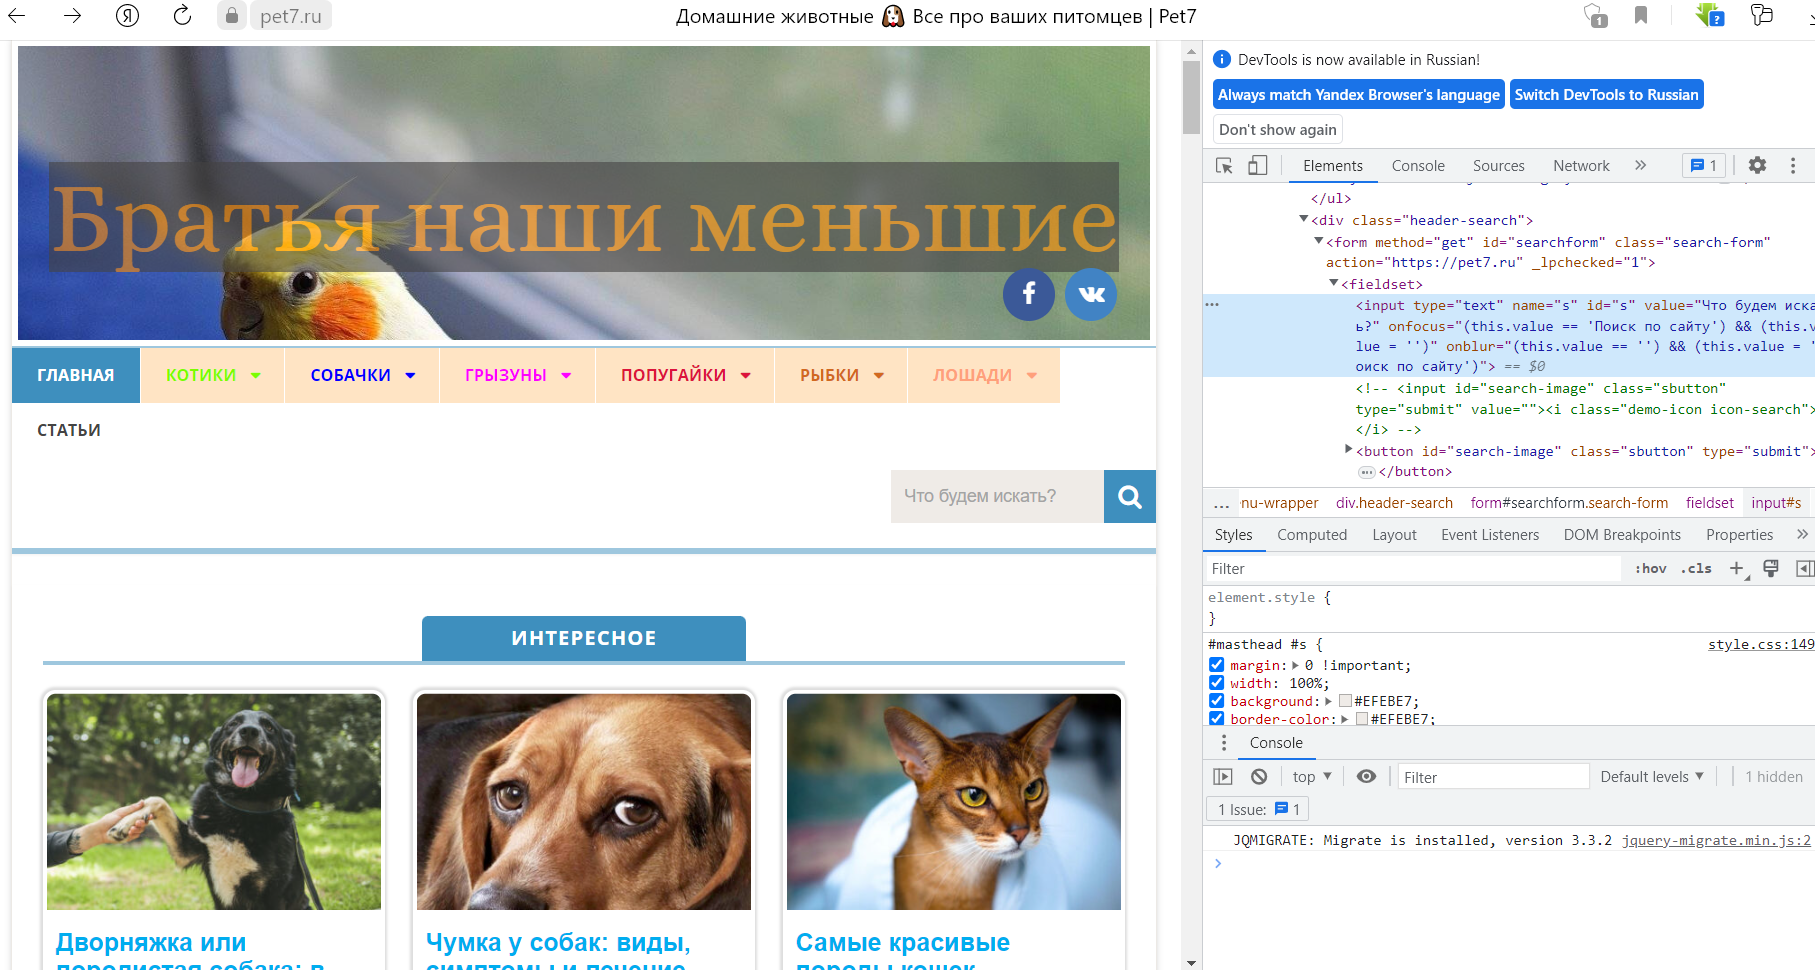 pet7.ru
Домашние животные 🐶 Все про ваших питомцев | Pet7
1
?
Братья наши меньшие
ГЛАВНАЯ
КОТИКИ
СОБАЧКИ
ГРЫЗУНЫ
ПОПУГАЙКИ
РЫБКИ
ЛОШАДИ
СТАТЬИ
Что будем искать?
ИНТЕРЕСНОЕ
Дворняжка или
породистая собака: в
Чумка у собак: виды,
симптомы и лечение
Самые красивые
породы кошек
DevTools is now available in Russian!
Always match Yandex Browser's language
Switch DevTools to Russian
Don't show again
Elements
Console
Sources
Network
»
1
</ul>
<div class="header-search">
<form method="get" id="searchform" class="search-form"
action="https://pet7.ru" _lpchecked="1">
<fieldset>
<input type="text" name="s" id="s" value="Что будем иска
ь?" onfocus="(this.value == 'Поиск по сайту') && (this.v
lue = '')" onblur="(this.value == '') && (this.value = '
оиск по сайту')"> == $0
<!-- <input id="search-image" class="sbutton"
type="submit" value=""><i class="demo-icon icon-search">
</i> -->
<button id="search-image" class="sbutton" type="submit">
</button>
... nu-wrapper div.header-search form#searchform.search-form fieldset input#s
Styles
Computed
Layout
Event Listeners
DOM Breakpoints
Properties
»
Filter
:hov .cls +
element.style {
}
#masthead #s {
style.css:149
margin: 0 !important;
width: 100%;
background: #EFEBE7;
border-color: #EFEBE7;
Console
top
Filter
Default levels
1 hidden
1 Issue: 1
JQMIGRATE: Migrate is installed, version 3.3.2
jquery-migrate.min.js:2